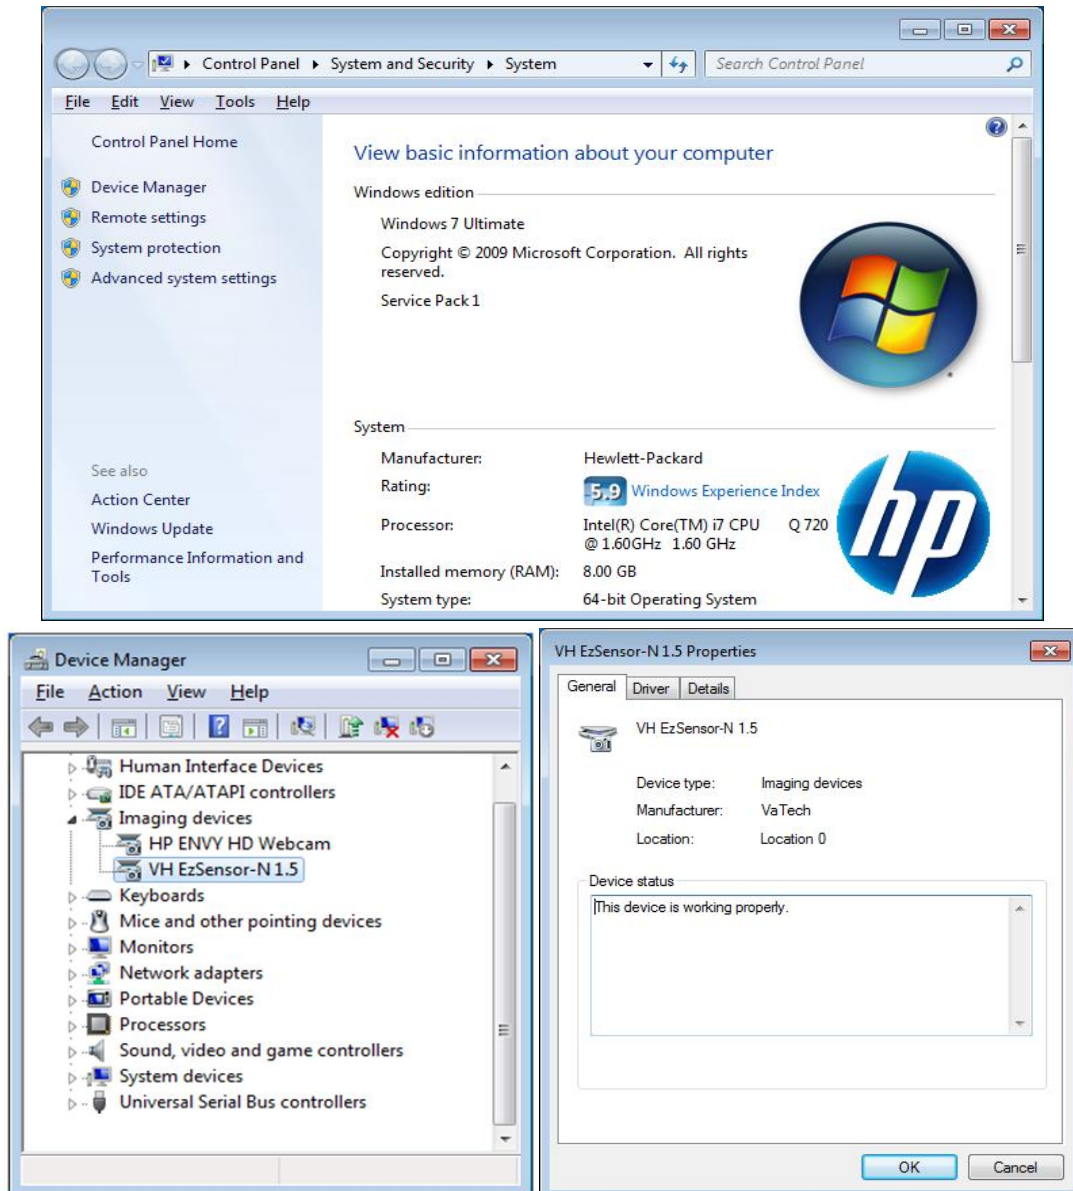 Control Panel ▸ System and Security ▸ System
Search Control Panel
File Edit View Tools Help
Control Panel Home
Device Manager
Remote settings
System protection
Advanced system settings
See also
Action Center
Windows Update
Performance Information and
Tools
View basic information about your computer
Windows edition
Windows 7 Ultimate
Copyright © 2009 Microsoft Corporation. All rights
reserved.
Service Pack 1
System
Manufacturer: Hewlett-Packard
Rating: 5,9 Windows Experience Index
Processor: Intel(R) Core(TM) i7 CPU Q 720
@ 1.60GHz 1.60 GHz
Installed memory (RAM): 8.00 GB
System type: 64-bit Operating System
hp
Device Manager
File Action View Help
Human Interface Devices
IDE ATA/ATAPI controllers
Imaging devices
HP ENVY HD Webcam
VH EzSensor-N 1.5
Keyboards
Mice and other pointing devices
Monitors
Network adapters
Portable Devices
Processors
Sound, video and game controllers
System devices
Universal Serial Bus controllers
VH EzSensor-N 1.5 Properties
General Driver Details
VH EzSensor-N 1.5
Device type: Imaging devices
Manufacturer: VaTech
Location: Location 0
Device status
This device is working properly.
OK Cancel